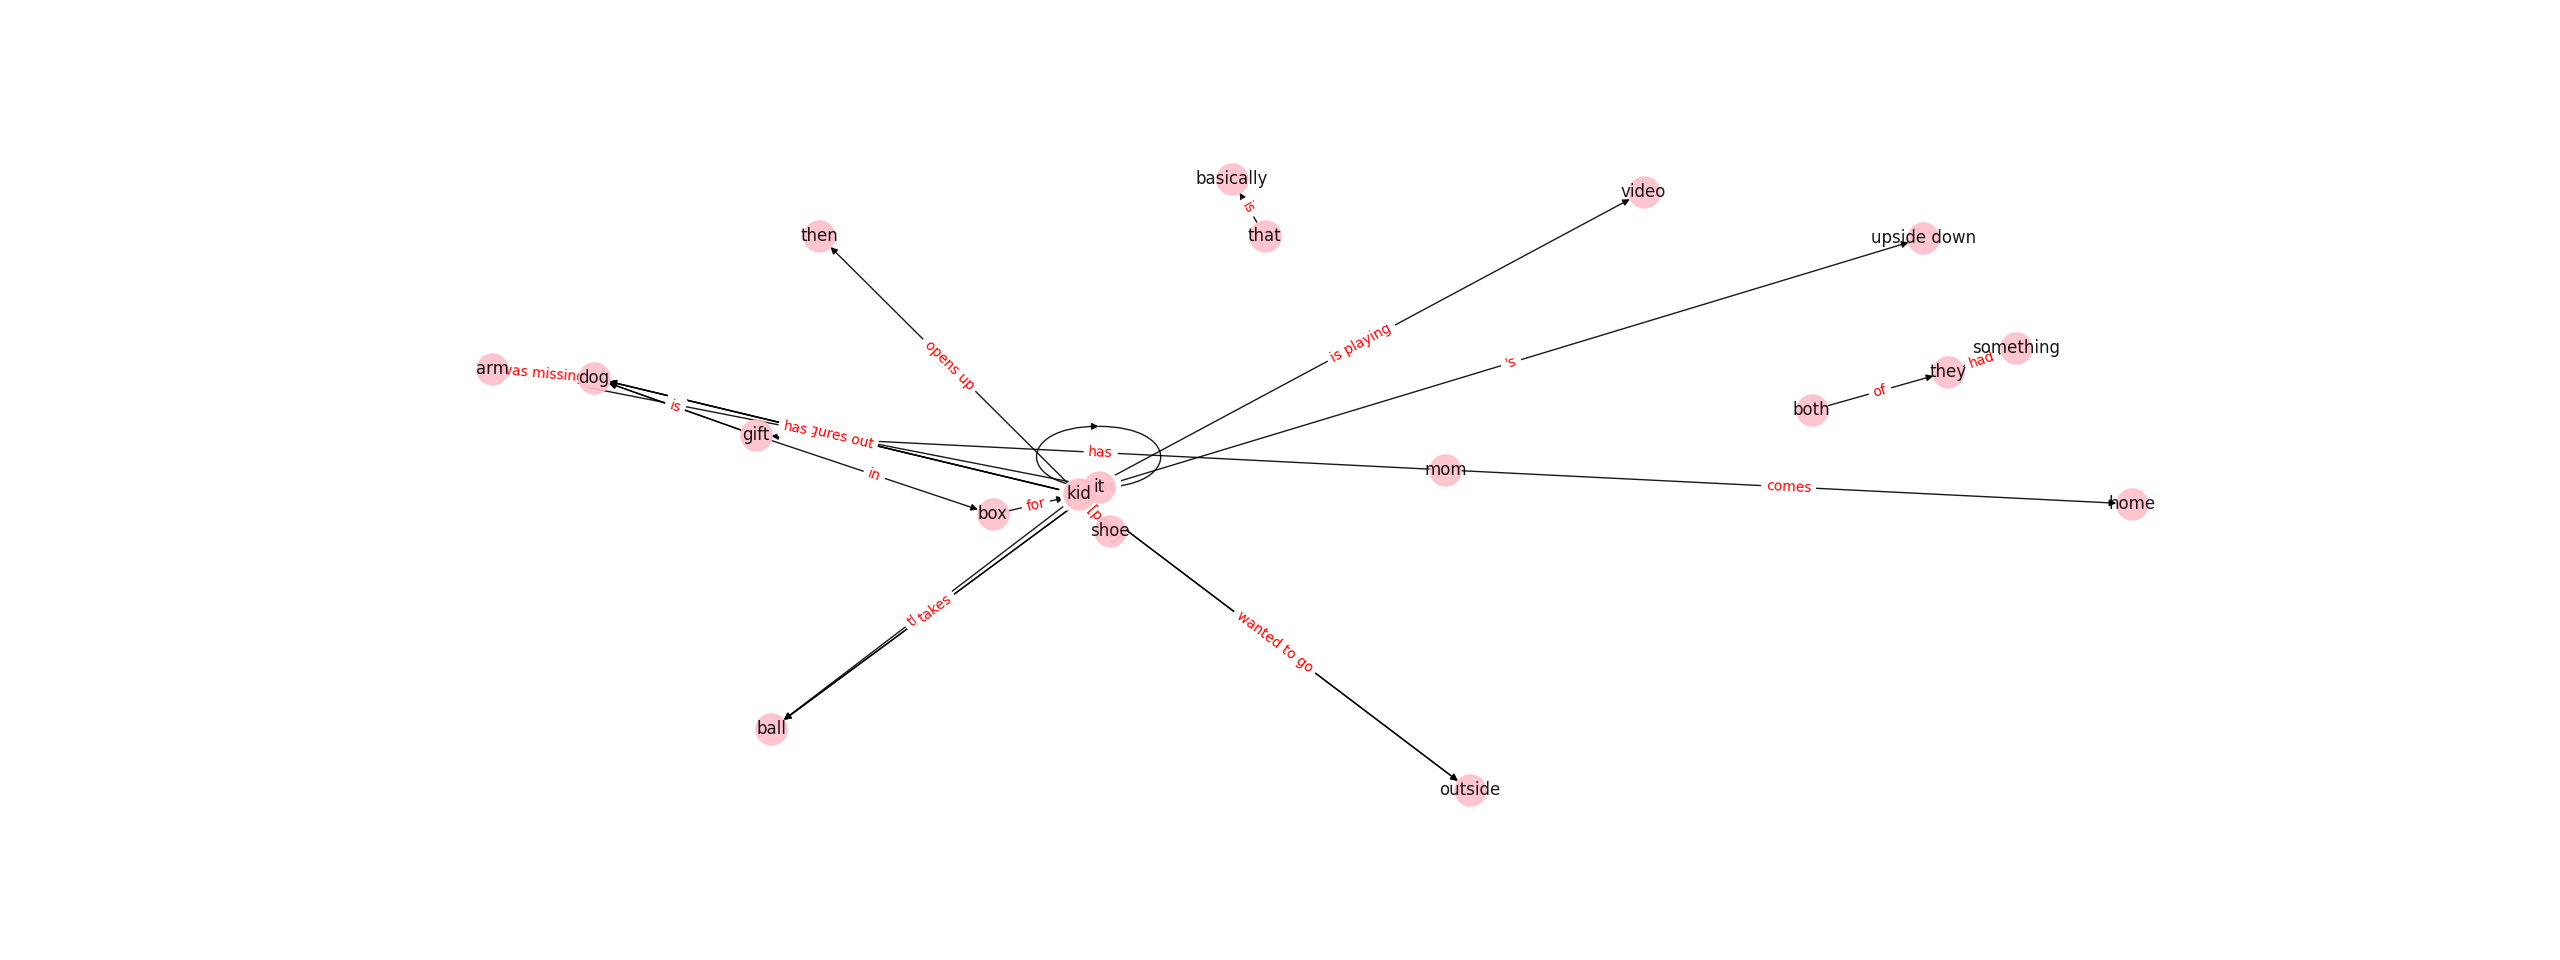 basically
is
that
video
then
upside down
is playing
's
opens up
something
had
they
of
both
arm
was missing
dog
is
gift
has
out
has
mom
in
comes
home
it
kid
box
for
shoe
takes
wanted to go
ball
outside